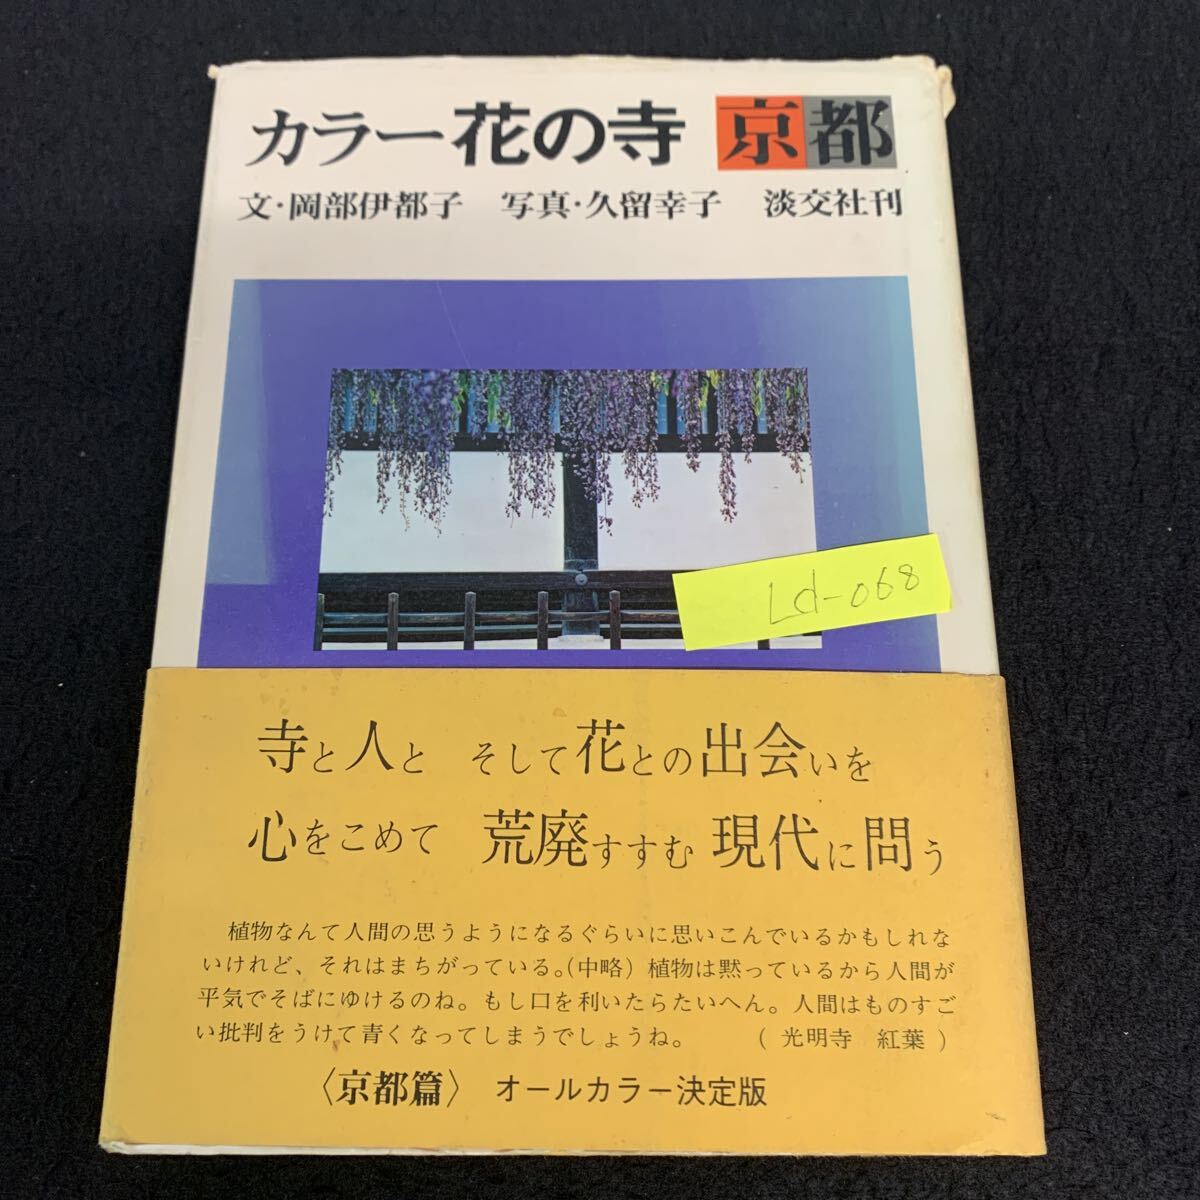 カラー花の寺 京都
文・岡部伊都子 写真・久留幸子 淡交社刊
Ld-068
寺と人と そして花との出会いを
心をこめて 荒廃すすむ現代に問う
植物なんて人間の思うようになるぐらいに思いこんでいるかもしれな
いけれど、それはまちがっている。(中略)植物は黙っているから人間が
平気でそばにゆけるのね。もし口を利いたらたいへん。人間はものすご
い批判をうけて青くなってしまうでしょうね。 (光明寺 紅葉)
〈京都篇〉 オールカラー決定版